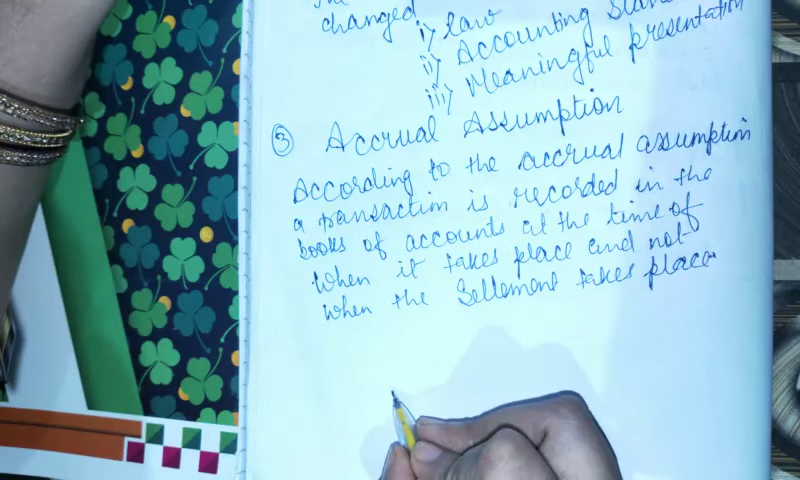 changed i) law
ii) Accounting
iii) Meaningful presentation
③ Accrual Assumption
According to the accrual assumption
a transaction is recorded in the
books of accounts at the time of
when it takes place and not
when the Settlement takes place